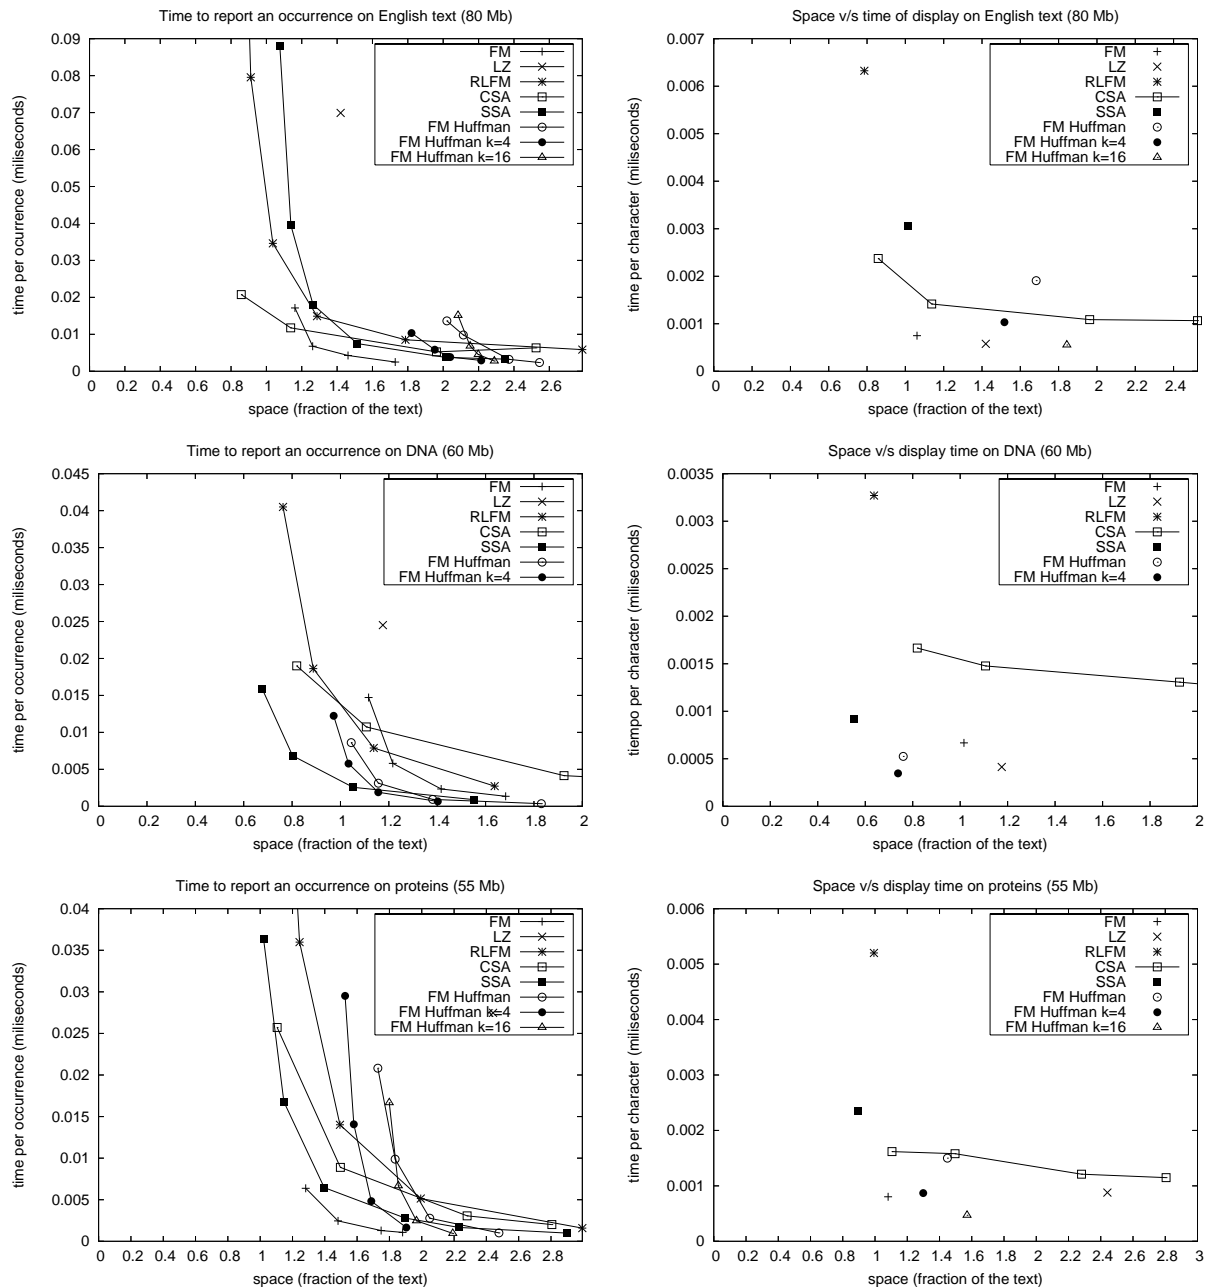 Time to report an occurrence on English text (80 Mb)
time per ocurrence (miliseconds)
0.09
0.08
0.07
0.06
0.05
0.04
0.03
0.02
0.01
0
0 0.2 0.4 0.6 0.8 1 1.2 1.4 1.6 1.8 2 2.2 2.4 2.6
space (fraction of the text)
FM
LZ
RLFM
CSA
SSA
FM Huffman
FM Huffman k=4
FM Huffman k=16
Space v/s time of display on English text (80 Mb)
time per character (miliseconds)
0.007
0.006
0.005
0.004
0.003
0.002
0.001
0
0 0.2 0.4 0.6 0.8 1 1.2 1.4 1.6 1.8 2 2.2 2.4
space (fraction of the text)
FM
LZ
RLFM
CSA
SSA
FM Huffman
FM Huffman k=4
FM Huffman k=16
Time to report an occurrence on DNA (60 Mb)
time per occurrence (miliseconds)
0.045
0.04
0.035
0.03
0.025
0.02
0.015
0.01
0.005
0
0 0.2 0.4 0.6 0.8 1 1.2 1.4 1.6 1.8 2
space (fraction of the text)
FM
LZ
RLFM
CSA
SSA
FM Huffman
FM Huffman k=4
Space v/s display time on DNA (60 Mb)
tiempo per character (miliseconds)
0.0035
0.003
0.0025
0.002
0.0015
0.001
0.0005
0
0 0.2 0.4 0.6 0.8 1 1.2 1.4 1.6 1.8 2
space (fraction of the text)
FM
LZ
RLFM
CSA
SSA
FM Huffman
FM Huffman k=4
Time to report an occurrence on proteins (55 Mb)
time per occurrence (miliseconds)
0.04
0.035
0.03
0.025
0.02
0.015
0.01
0.005
0
0 0.2 0.4 0.6 0.8 1 1.2 1.4 1.6 1.8 2 2.2 2.4 2.6 2.8
space (fraction of the text)
FM
LZ
RLFM
CSA
SSA
FM Huffman
FM Huffman k=4
FM Huffman k=16
Space v/s display time on proteins (55 Mb)
time per character (miliseconds)
0.006
0.005
0.004
0.003
0.002
0.001
0
0 0.2 0.4 0.6 0.8 1 1.2 1.4 1.6 1.8 2 2.2 2.4 2.6 2.8 3
space (fraction of the text)
FM
LZ
RLFM
CSA
SSA
FM Huffman
FM Huffman k=4
FM Huffman k=16